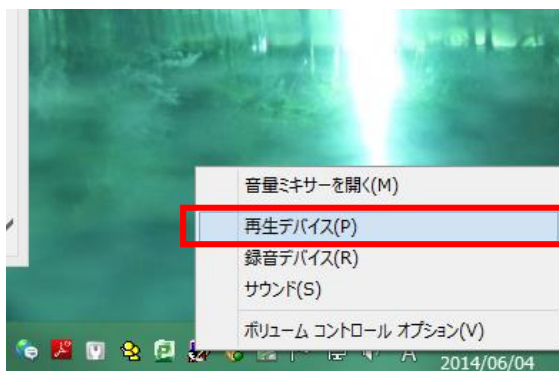 音量ミキサーを開く(M)
再生デバイス(P)
録音デバイス(R)
サウンド(S)
ボリューム コントロール オプション(V)
A
2014/06/04